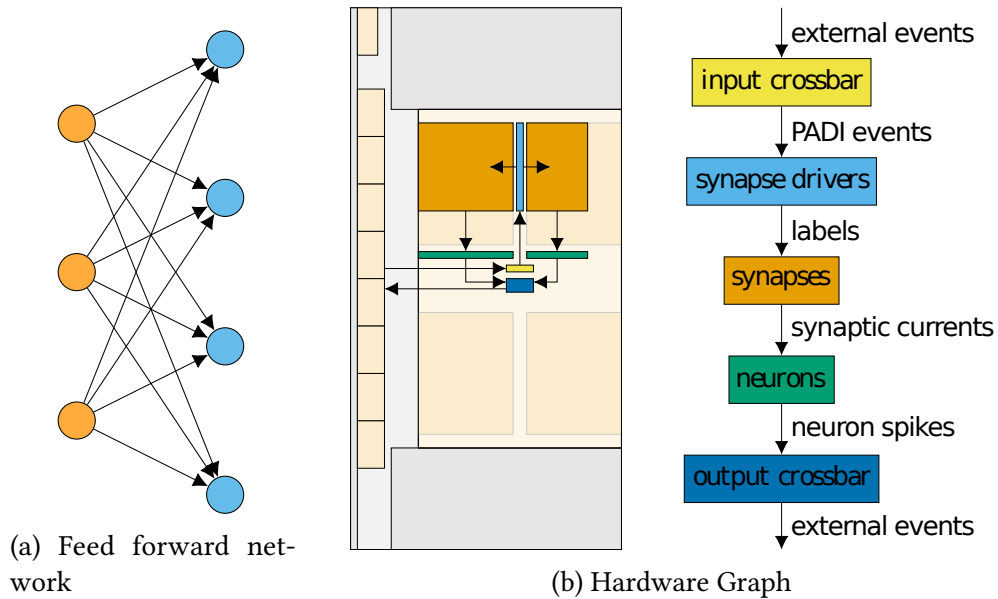 external events
input crossbar
PADI events
synapse drivers
labels
synapses
synaptic currents
neurons
neuron spikes
output crossbar
external events
(a) Feed forward net-
work
(b) Hardware Graph